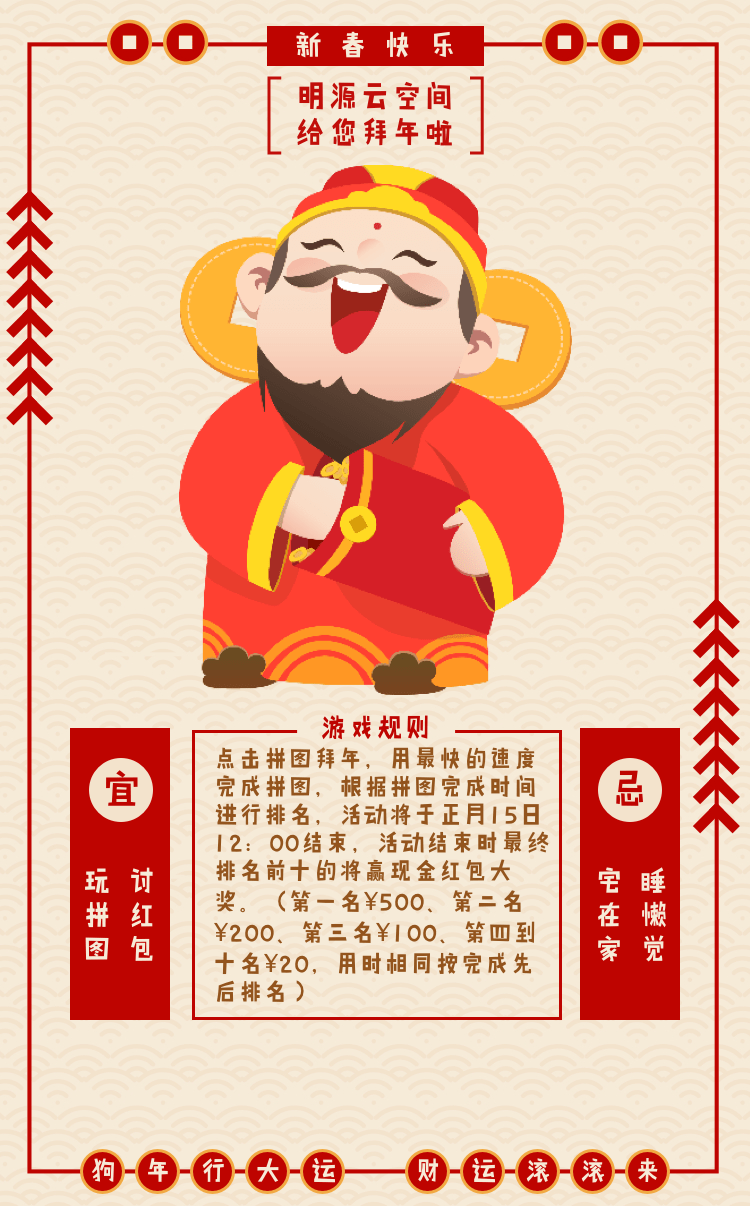 新春快乐
明源云空间
给您拜年啦
游戏规则
点击拼图拜年，用最快的速度
完成拼图，根据拼图完成时间
进行排名，活动将于正月15日
12：00结束，活动结束时最终
排名前十的将赢现金红包大
奖。（第一名¥500、第二名
¥200、第三名¥100、第四到
十名¥20，用时相同按完成先
后排名）
宜
讨红包
玩拼图
忌
睡懒觉
宅在家
狗年行大运
财运滚滚来